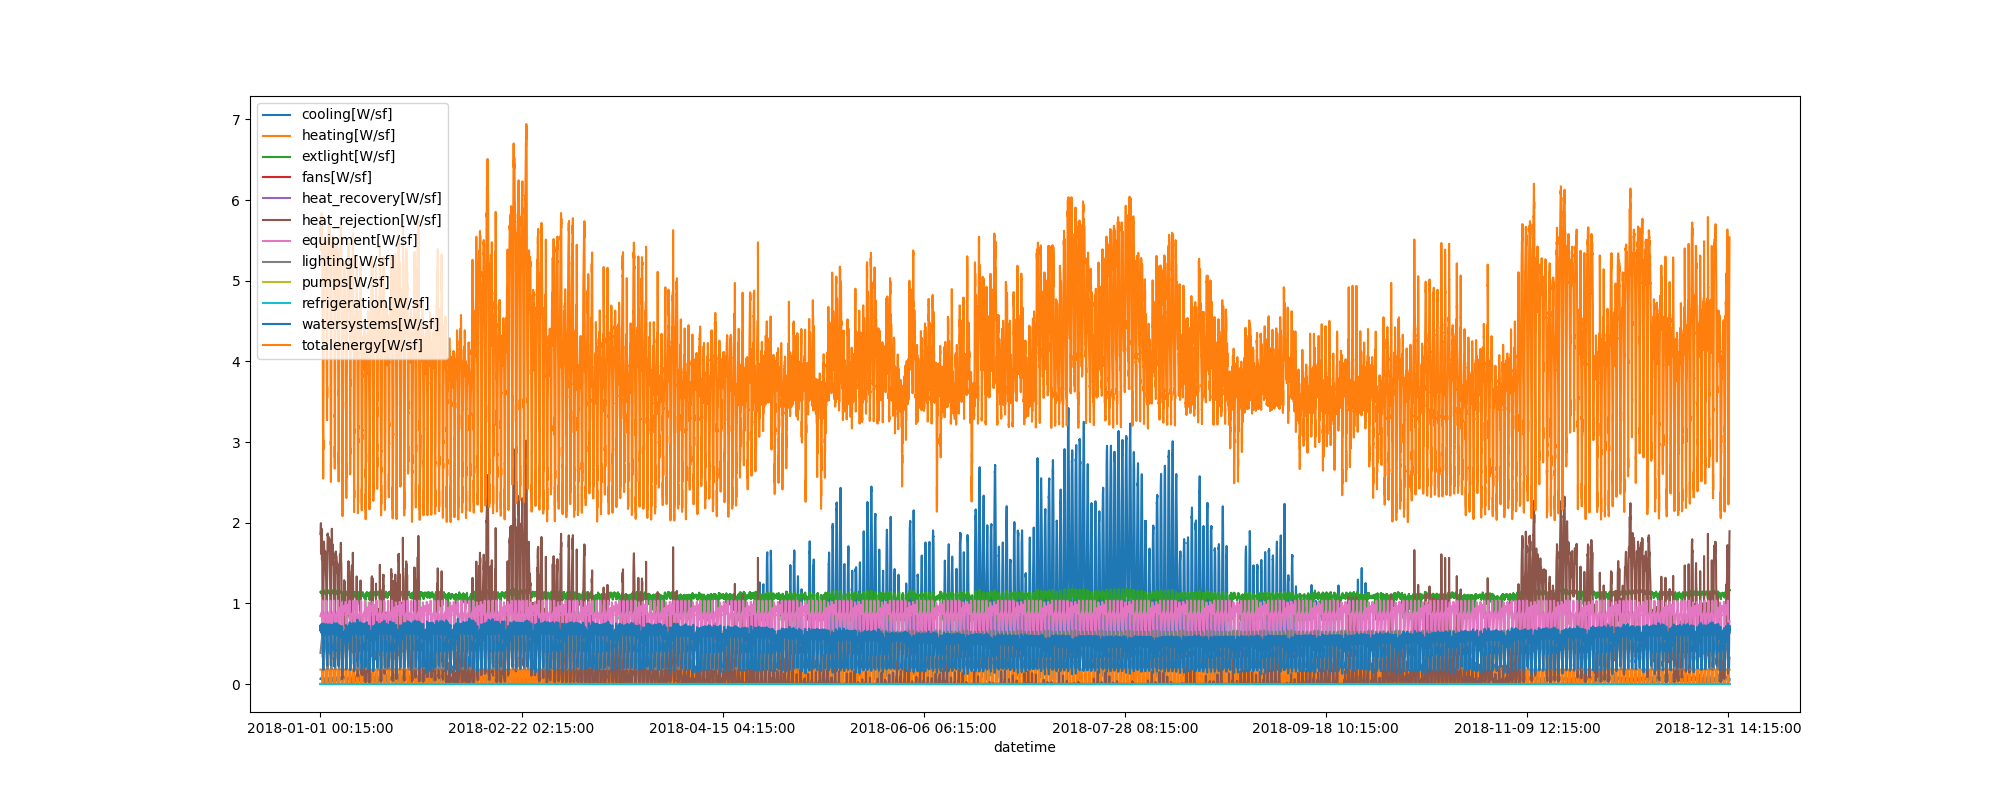 7
6
5
4
3
2
1
0
cooling[W/sf]
heating[W/sf]
extlight[W/sf]
fans[W/sf]
heat_recovery[W/sf]
heat_rejection[W/sf]
equipment[W/sf]
lighting[W/sf]
pumps[W/sf]
refrigeration[W/sf]
watersystems[W/sf]
totalenergy[W/sf]
2018-01-01 00:15:00 2018-02-22 02:15:00 2018-04-15 04:15:00 2018-06-06 06:15:00 2018-07-28 08:15:00 2018-09-18 10:15:00 2018-11-09 12:15:00 2018-12-31 14:15:00
datetime